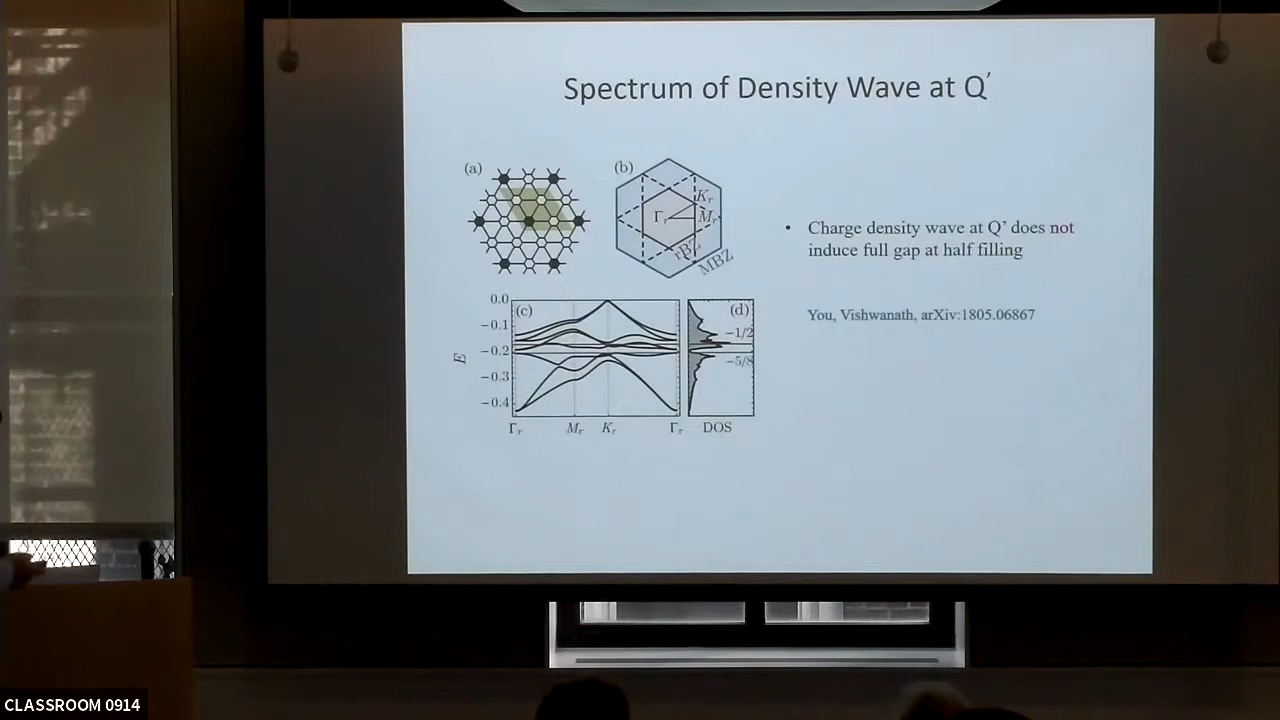 Spectrum of Density Wave at Q′
(a)
(b)
Γr
Kr
Mr
rBZ
MBZ
• Charge density wave at Q’ does not
induce full gap at half filling
You, Vishwanath, arXiv:1805.06867
(c)
(d)
E
0.0
−0.1
−0.2
−0.3
−0.4
−1/2
−5/8
Γr Mr Kr Γr DOS
CLASSROOM 0914